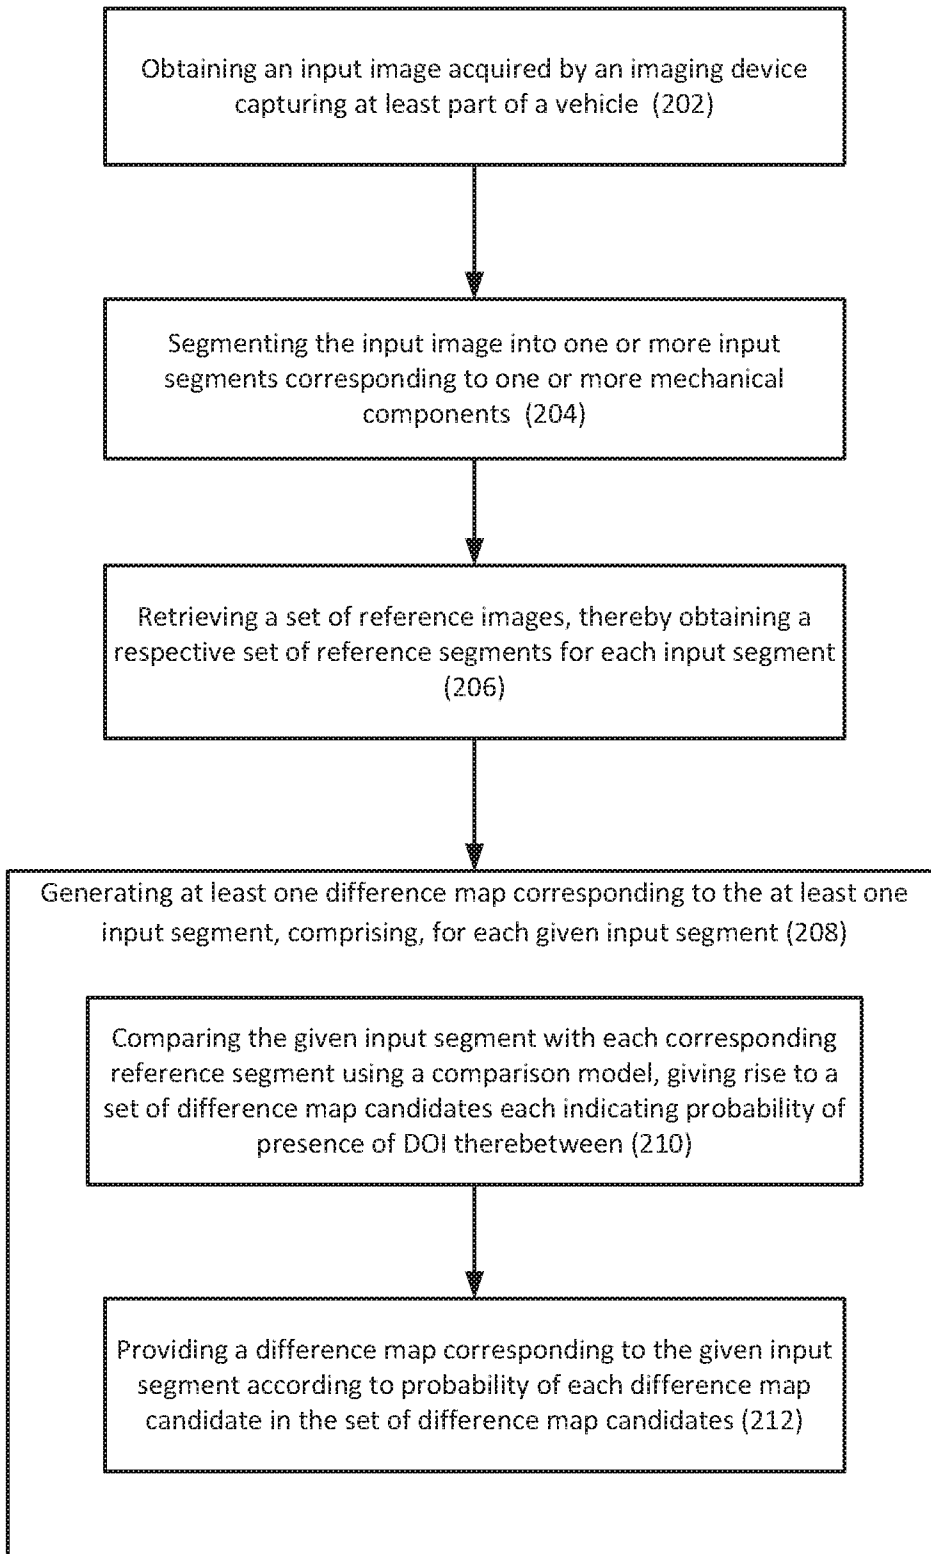 Obtaining an input image acquired by an imaging device
capturing at least part of a vehicle (202)
Segmenting the input image into one or more input
segments corresponding to one or more mechanical
components (204)
Retrieving a set of reference images, thereby obtaining a
respective set of reference segments for each input segment
(206)
Generating at least one difference map corresponding to the at least one
input segment, comprising, for each given input segment (208)
Comparing the given input segment with each corresponding
reference segment using a comparison model, giving rise to a
set of difference map candidates each indicating probability of
presence of DOI therebetween (210)
Providing a difference map corresponding to the given input
segment according to probability of each difference map
candidate in the set of difference map candidates (212)